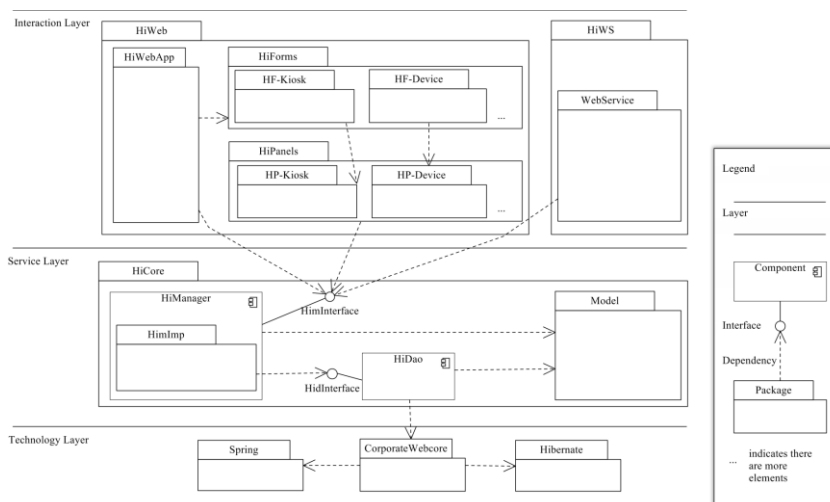 Interaction Layer
HiWeb
HiWS
HiWebApp
HiForms
HF-Kiosk
HF-Device
...
WebService
HiPanels
HP-Kiosk
HP-Device
...
Service Layer
HiCore
HiManager
HimInterface
Model
HimImp
HiDao
HidInterface
Technology Layer
Spring
CorporateWebcore
Hibernate
Legend
Layer
Component
Interface
Dependency
Package
... indicates there
are more
elements